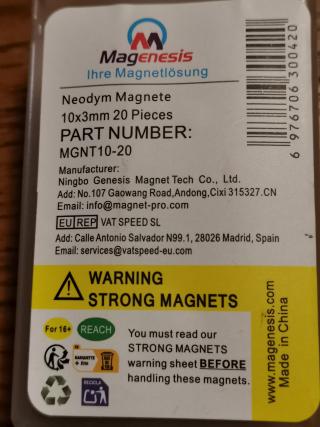 Magenesis
Ihre Magnetlösung
Neodym Magnete
10x3mm 20 Pieces
PART NUMBER:
MGNT10-20
Manufacturer:
Ningbo Genesis Magnet Tech Co., Ltd.
Add: No.107 Gaowang Road,Andong,Cixi 315327.CN
Email: info@magnet-pro.com
EU REP VAT SPEED SL
Add: Calle Antonio Salvador N99.1, 28026 Madrid, Spain
Email: services@vatspeed-eu.com
WARNING
STRONG MAGNETS
For 16+
REACH
You must read our
STRONG MAGNETS
warning sheet BEFORE
handling these magnets.
RECICLA
www.magenesis.com
Made in China
6 976706 300420